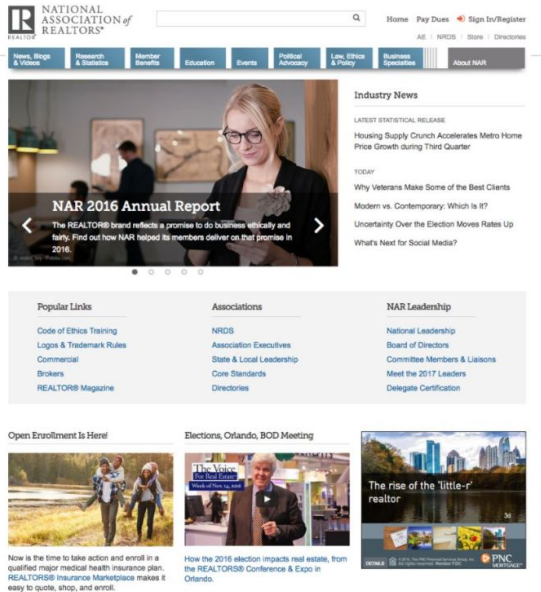 NATIONAL
ASSOCIATION of
REALTORS®
REALTOR®
Home Pay Dues Sign In/Register
AE NRDS Store Directories
News, Blogs
& Videos
Research
& Statistics
Member
Benefits
Education
Events
Political
Advocacy
Law, Ethics
& Policy
Business
Specialties
About NAR
NAR 2016 Annual Report
The REALTOR® brand reflects a promise to do business ethically and
fairly. Find out how NAR helped its members deliver on that promise in
2016.
Industry News
LATEST STATISTICAL RELEASE
Housing Supply Crunch Accelerates Metro Home
Price Growth during Third Quarter
TODAY
Why Veterans Make Some of the Best Clients
Modern vs. Contemporary: Which Is It?
Uncertainty Over the Election Moves Rates Up
What's Next for Social Media?
Popular Links
Code of Ethics Training
Logos & Trademark Rules
Commercial
Brokers
REALTOR® Magazine
Associations
NRDS
Association Executives
State & Local Leadership
Core Standards
Directories
NAR Leadership
National Leadership
Board of Directors
Committee Members & Liaisons
Meet the 2017 Leaders
Delegate Certification
Open Enrollment Is Here!
Now is the time to take action and enroll in a
qualified major medical health insurance plan.
REALTORS® Insurance Marketplace makes it
easy to quote, shop, and enroll.
Elections, Orlando, BOD Meeting
The Voice
For Real Estate®
Week of Nov 14, 2016
How the 2016 election impacts real estate, from
the REALTORS® Conference & Expo in
Orlando.
The rise of the 'little-r'
realtor
DETAILS
PNC
MORTGAGE